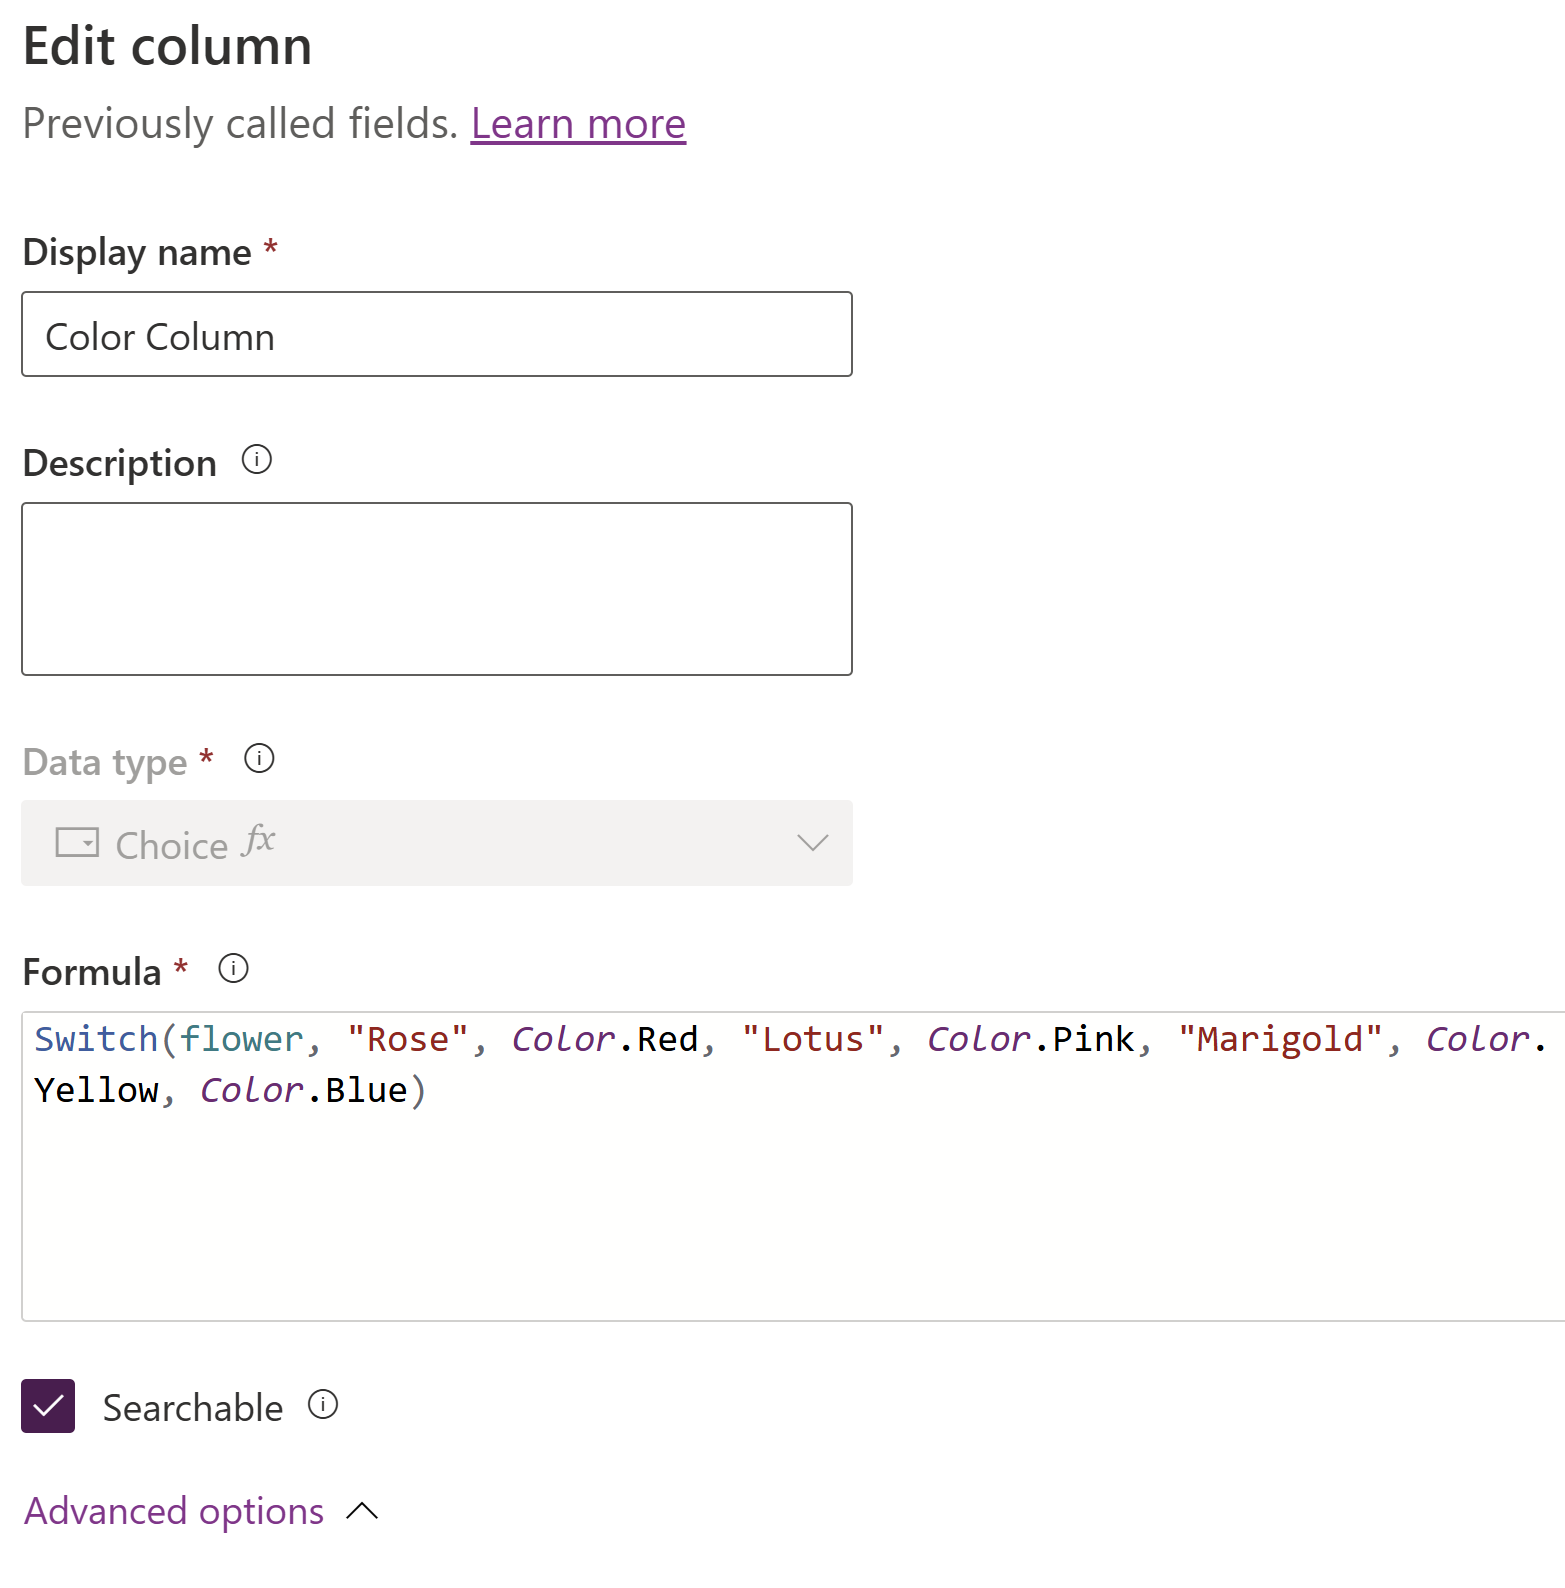 Edit column
Previously called fields. Learn more
Display name *
Color Column
Description
Data type *
Choice fx
Formula *
Switch(flower, "Rose", Color.Red, "Lotus", Color.Pink, "Marigold", Color.
Yellow, Color.Blue)
Searchable
Advanced options